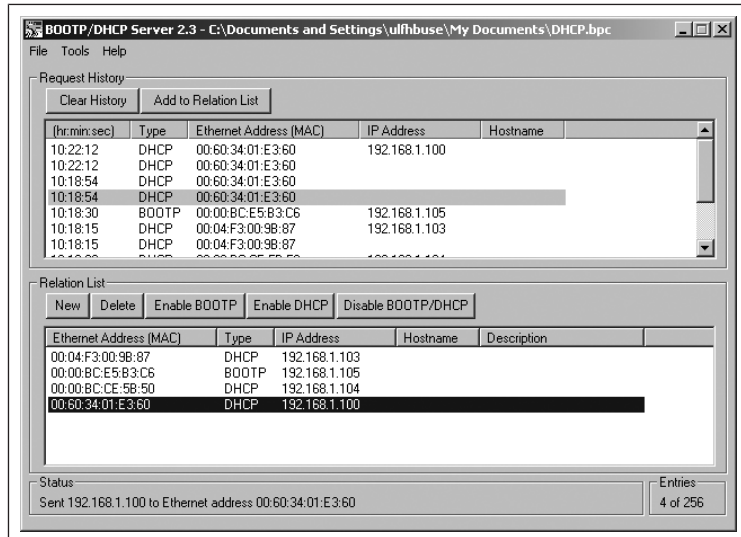 BOOTP/DHCP Server 2.3 - C:\Documents and Settings\ulfhbuse\My Documents\DHCP.bpc
File Tools Help
Request History
Clear History Add to Relation List
(hr:min:sec) Type Ethernet Address (MAC) IP Address Hostname
10:22:12 DHCP 00:60:34:01:E3:60 192.168.1.100
10:22:12 DHCP 00:60:34:01:E3:60
10:18:54 DHCP 00:60:34:01:E3:60
10:18:54 DHCP 00:60:34:01:E3:60
10:18:30 BOOTP 00:00:BC:E5:B3:C6 192.168.1.105
10:18:15 DHCP 00:04:F3:00:9B:87 192.168.1.103
10:18:15 DHCP 00:04:F3:00:9B:87
Relation List
New Delete Enable BOOTP Enable DHCP Disable BOOTP/DHCP
Ethernet Address (MAC) Type IP Address Hostname Description
00:04:F3:00:9B:87 DHCP 192.168.1.103
00:00:BC:E5:B3:C6 BOOTP 192.168.1.105
00:00:BC:CE:5B:50 DHCP 192.168.1.104
00:60:34:01:E3:60 DHCP 192.168.1.100
Status
Sent 192.168.1.100 to Ethernet address 00:60:34:01:E3:60
Entries
4 of 256